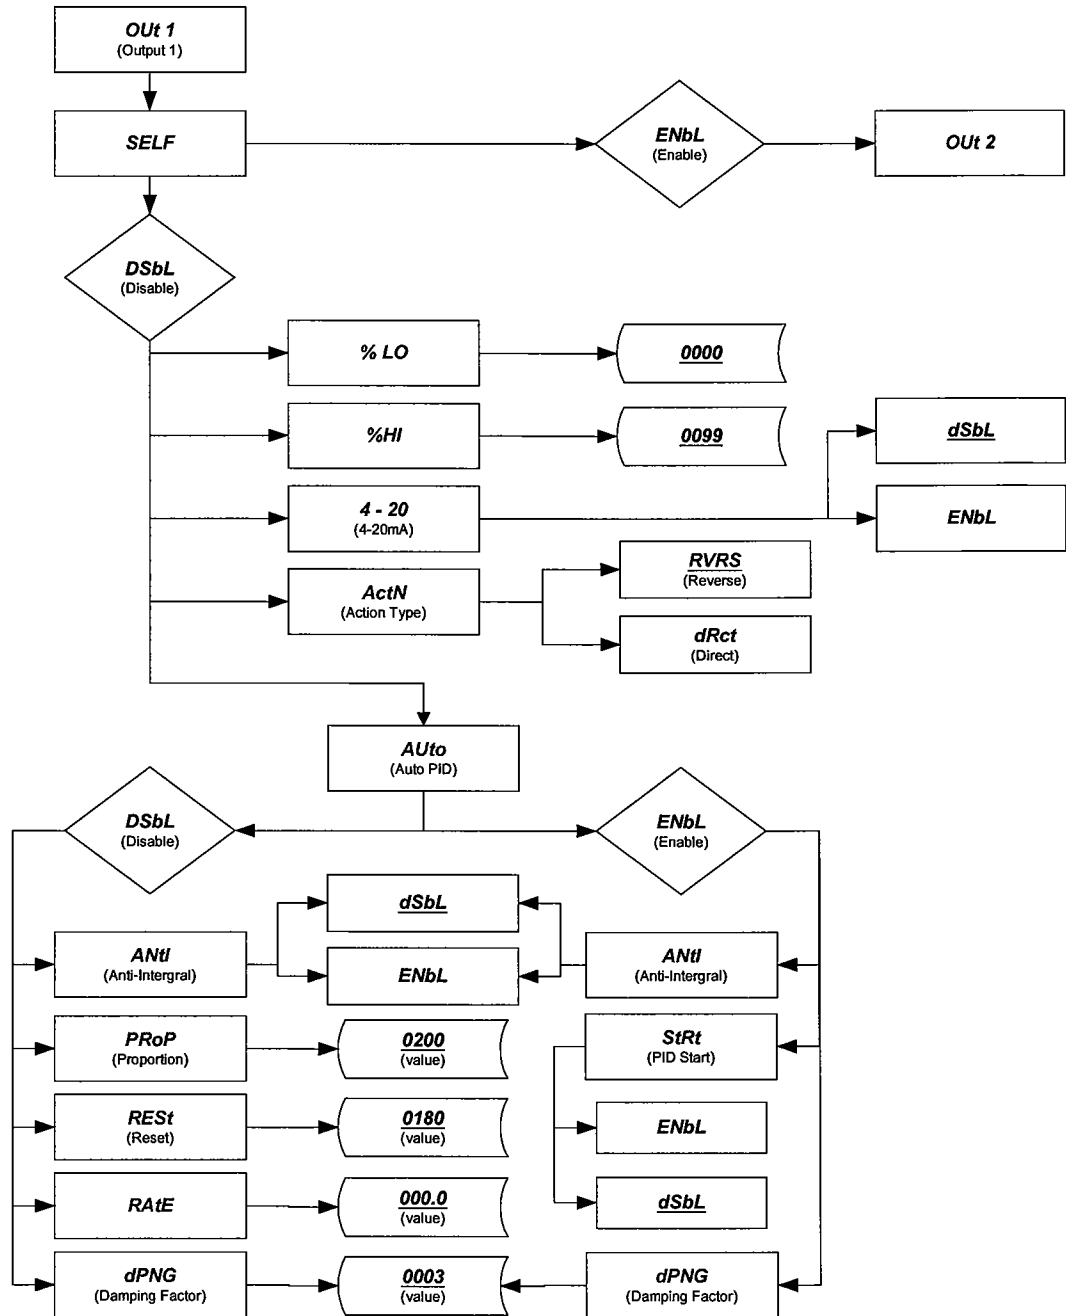 OUt 1
(Output 1)
SELF
ENbL
(Enable)
OUt 2
DSbL
(Disable)
% LO
0000
%HI
0099
dSbL
4 - 20
(4-20mA)
ENbL
RVRS
(Reverse)
ActN
(Action Type)
dRct
(Direct)
AUto
(Auto PID)
DSbL
(Disable)
ENbL
(Enable)
dSbL
ANtI
(Anti-Intergral)
ENbL
ANtI
(Anti-Intergral)
PRoP
(Proportion)
0200
(value)
StRt
(PID Start)
RESt
(Reset)
0180
(value)
ENbL
RAtE
000.0
(value)
dSbL
dPNG
(Damping Factor)
0003
(value)
dPNG
(Damping Factor)